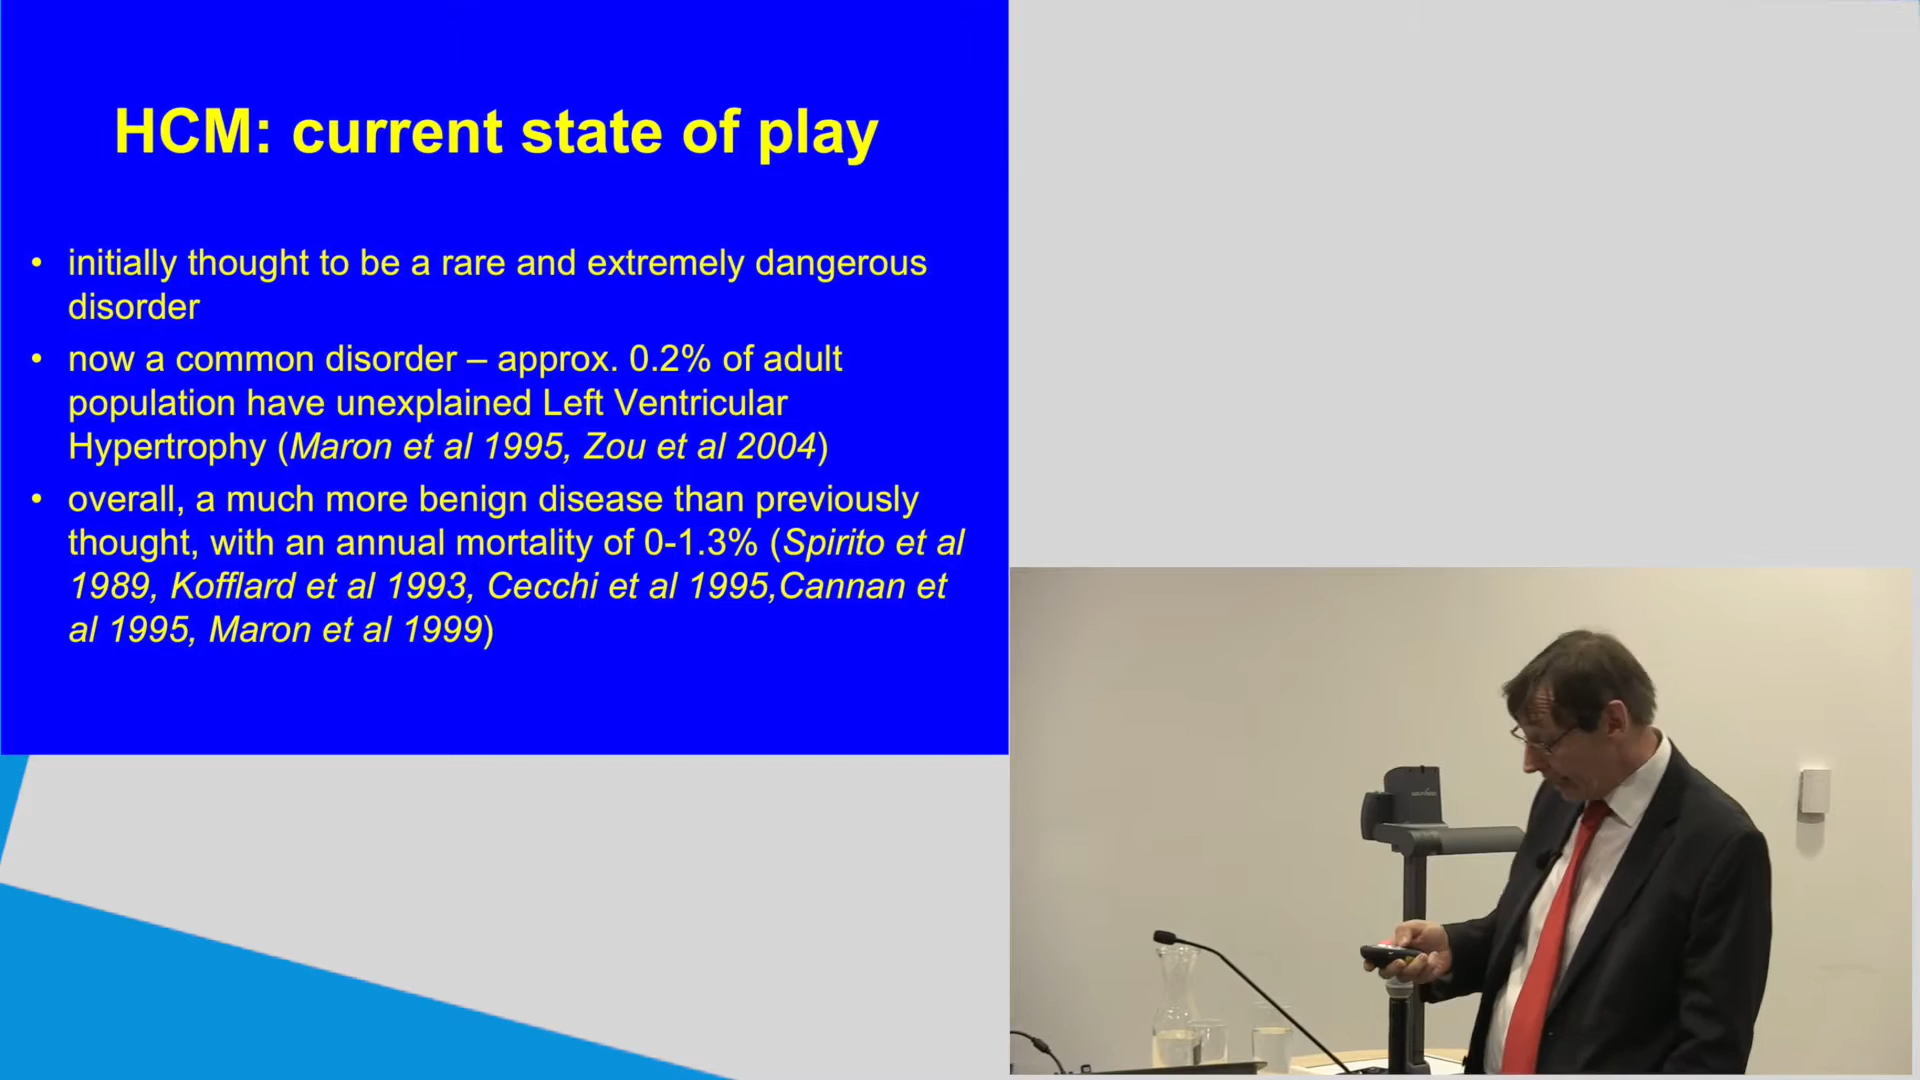 HCM: current state of play
• initially thought to be a rare and extremely dangerous
disorder
• now a common disorder – approx. 0.2% of adult
population have unexplained Left Ventricular
Hypertrophy (Maron et al 1995, Zou et al 2004)
• overall, a much more benign disease than previously
thought, with an annual mortality of 0-1.3% (Spirito et al
1989, Kofflard et al 1993, Cecchi et al 1995,Cannan et
al 1995, Maron et al 1999)